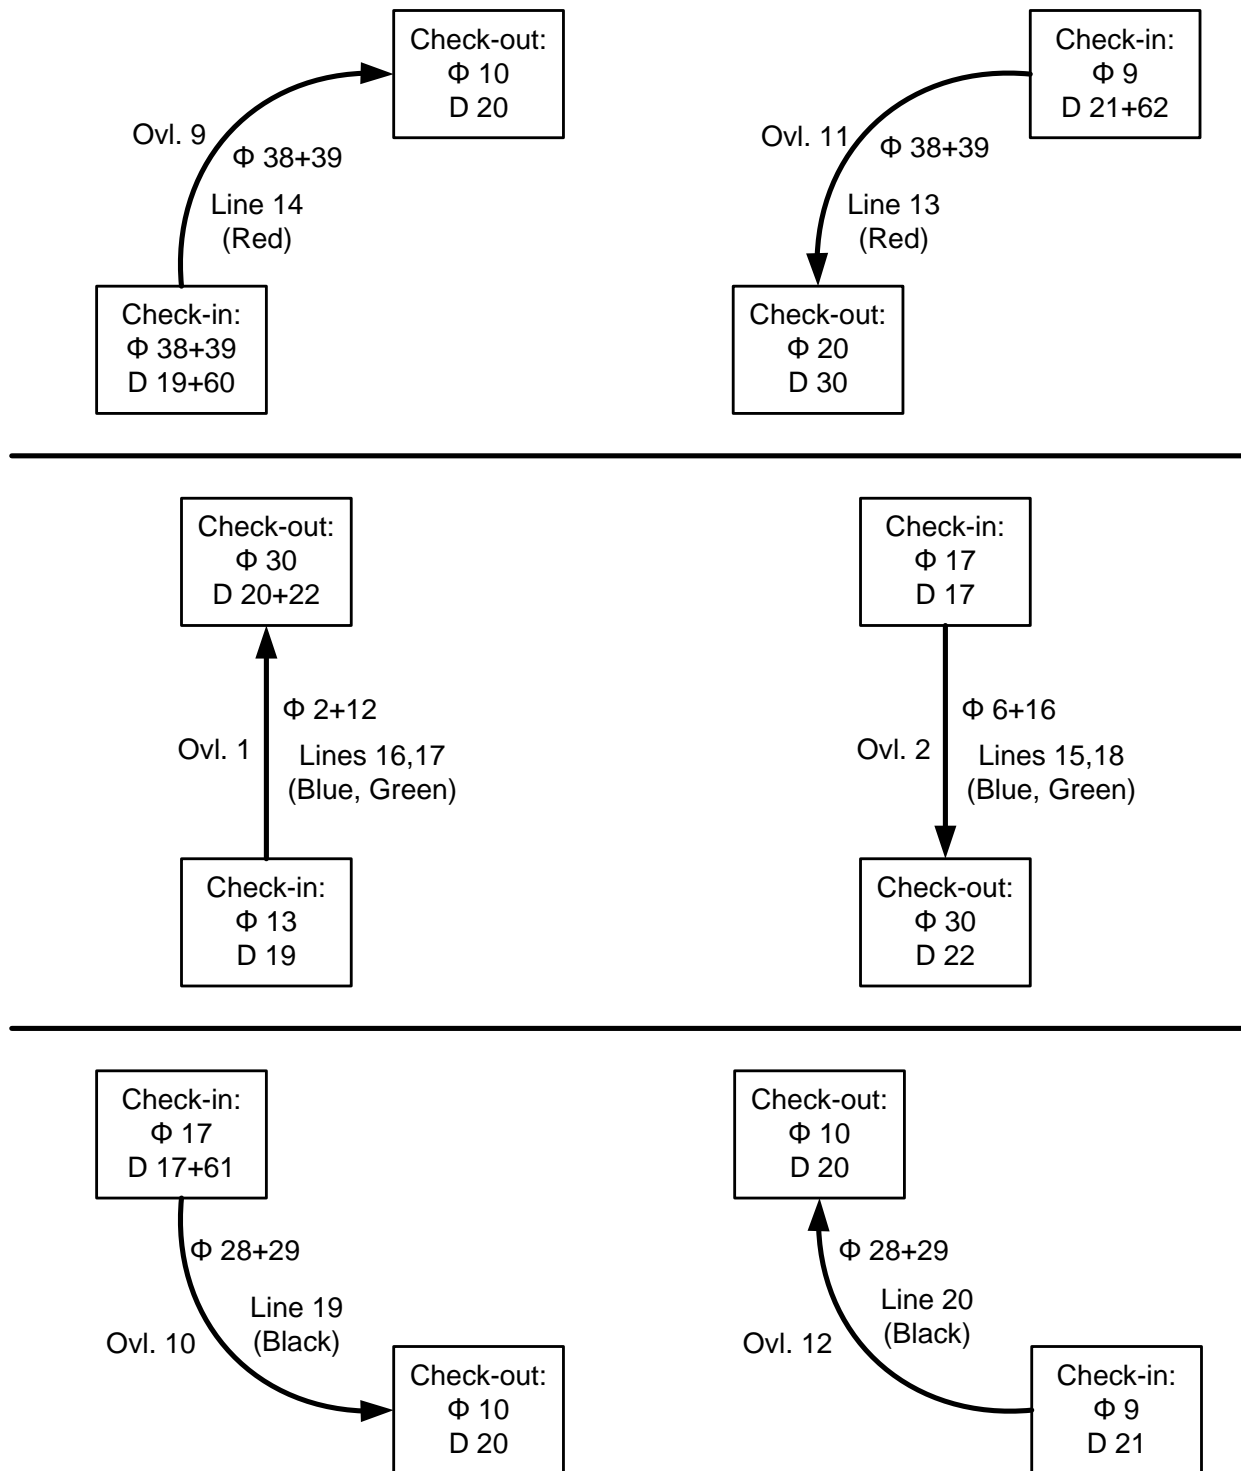 Check-out:
Φ 10
D 20
Ovl. 9
Φ 38+39
Line 14
(Red)
Check-in:
Φ 38+39
D 19+60
Check-in:
Φ 9
D 21+62
Ovl. 11
Φ 38+39
Line 13
(Red)
Check-out:
Φ 20
D 30
Check-out:
Φ 30
D 20+22
Φ 2+12
Ovl. 1
Lines 16,17
(Blue, Green)
Check-in:
Φ 13
D 19
Check-in:
Φ 17
D 17
Φ 6+16
Ovl. 2
Lines 15,18
(Blue, Green)
Check-out:
Φ 30
D 22
Check-in:
Φ 17
D 17+61
Φ 28+29
Line 19
(Black)
Ovl. 10
Check-out:
Φ 10
D 20
Check-out:
Φ 10
D 20
Φ 28+29
Line 20
(Black)
Ovl. 12
Check-in:
Φ 9
D 21